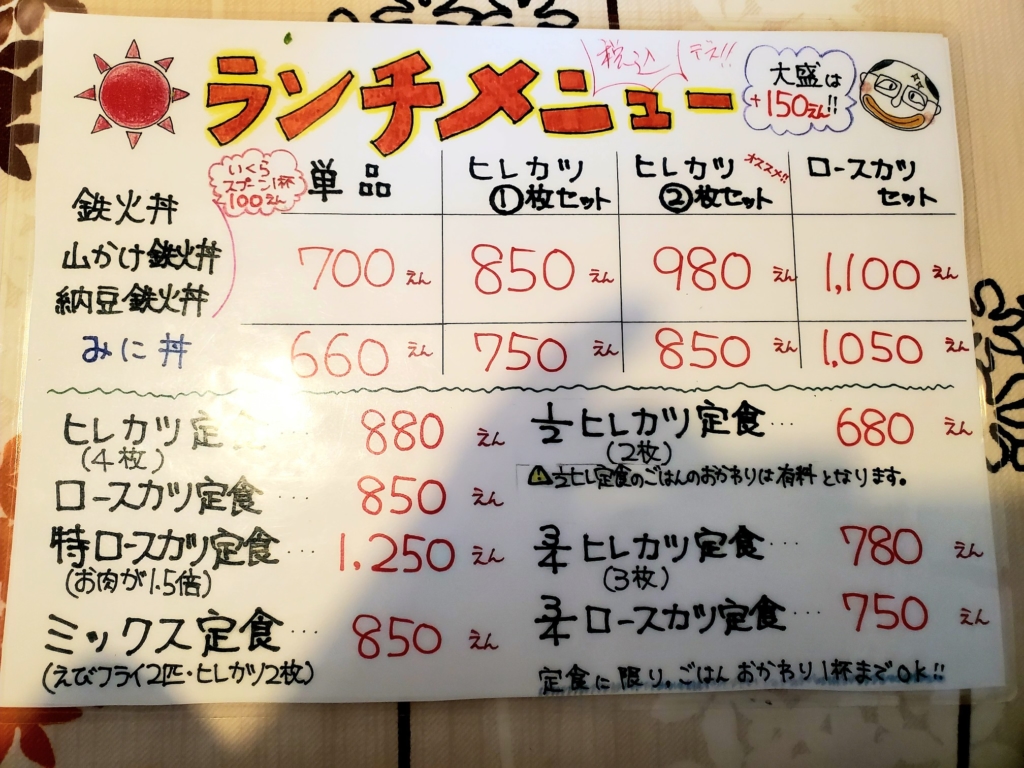 ランチメニュー
税込デス!!
大盛は
+150えん!!
いくら
スプーン1杯
100えん
単品
ヒレカツ
①枚セット
ヒレカツ
②枚セット
オススメ!!
ロースカツ
セット
鉄火丼
山かけ鉄火丼
納豆鉄火丼
700えん 850えん 980えん 1,100えん
みに丼 660えん 750えん 850えん 1,050えん
ヒレカツ定食 880えん
(4枚)
ロースカツ定食 850えん
特ロースカツ定食… 1.250えん
(お肉が1.5倍)
ミックス定食… 850えん
(えびフライ2匹・ヒレカツ2枚)
1/2ヒレカツ定食… 680えん
(2枚)
⚠1/2ヒレ定食のごはんのおかわりは有料となります。
3/4ヒレカツ定食… 780えん
(3枚)
3/4ロースカツ定食… 750えん
定食に限り。ごはんおかわり1杯までOK!!